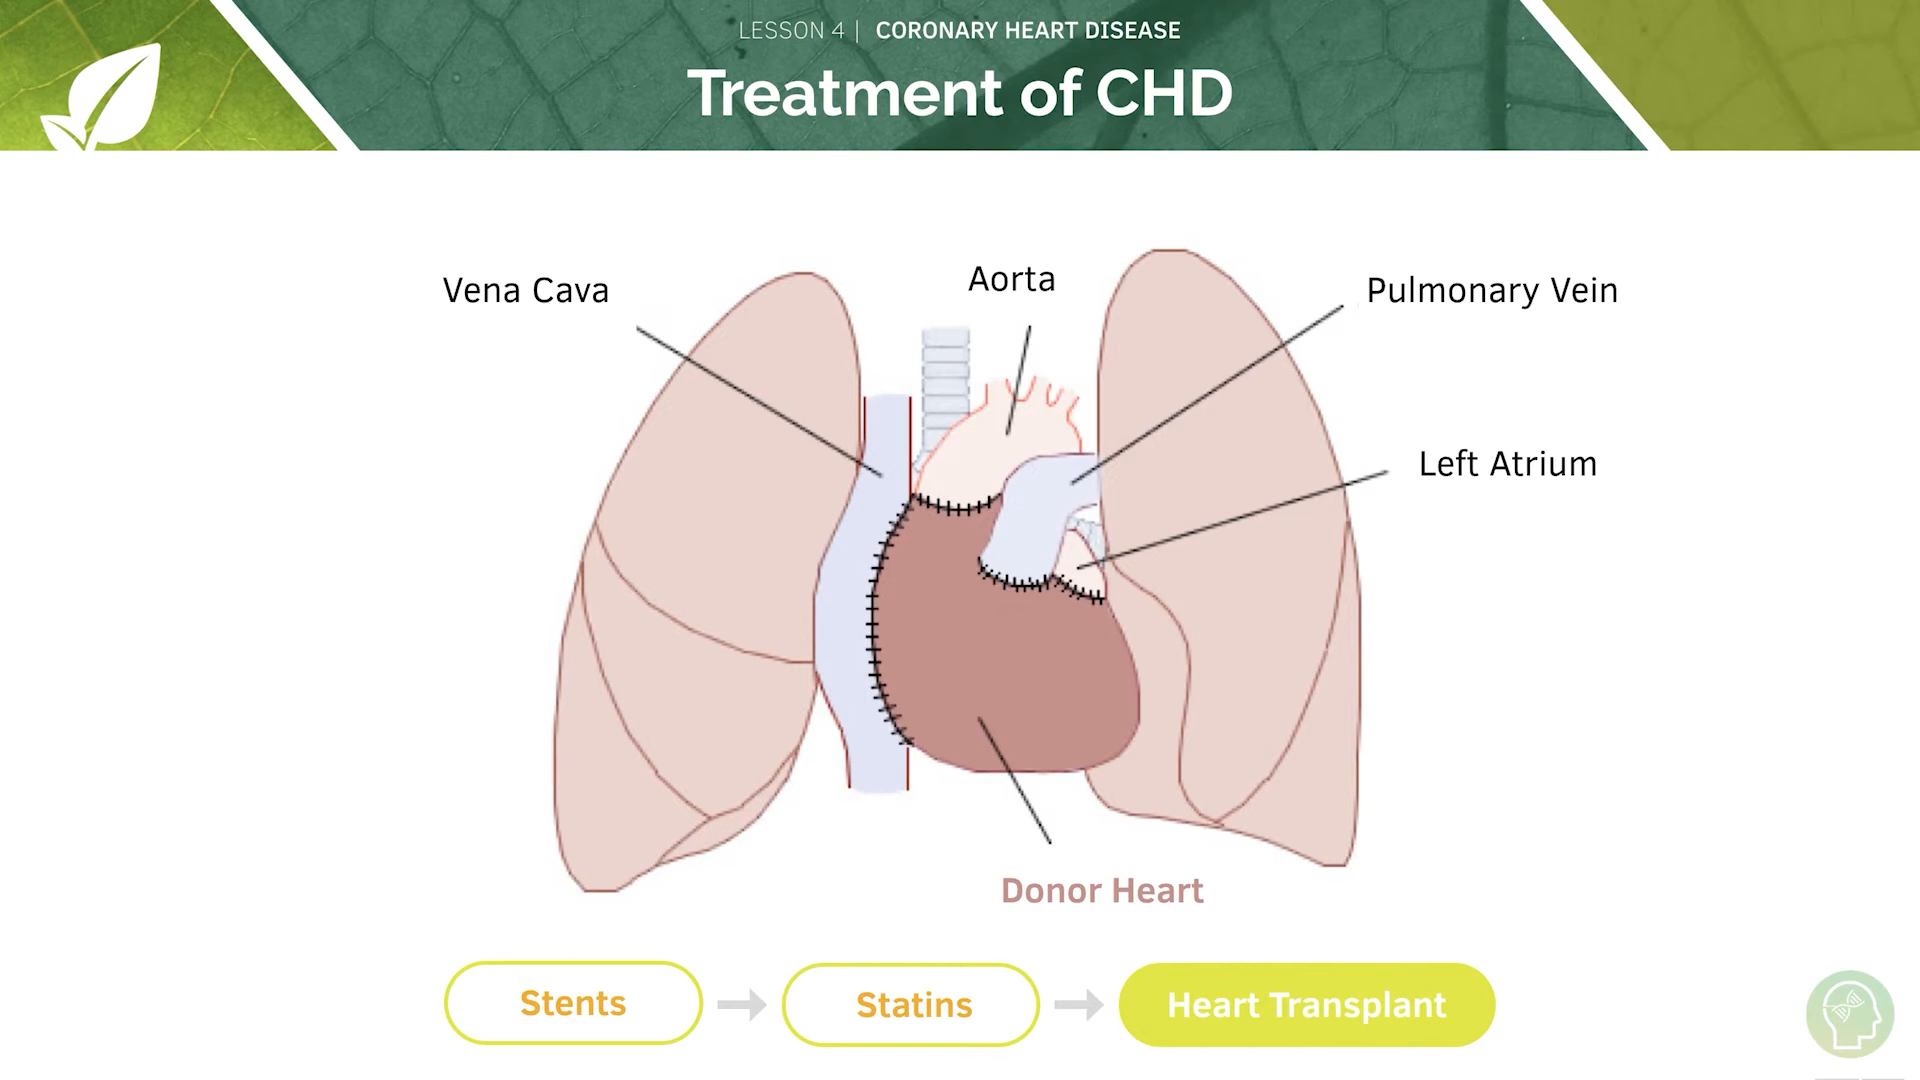 LESSON 4 | CORONARY HEART DISEASE
Treatment of CHD
Vena Cava
Aorta
Pulmonary Vein
Left Atrium
Donor Heart
Stents
Statins
Heart Transplant